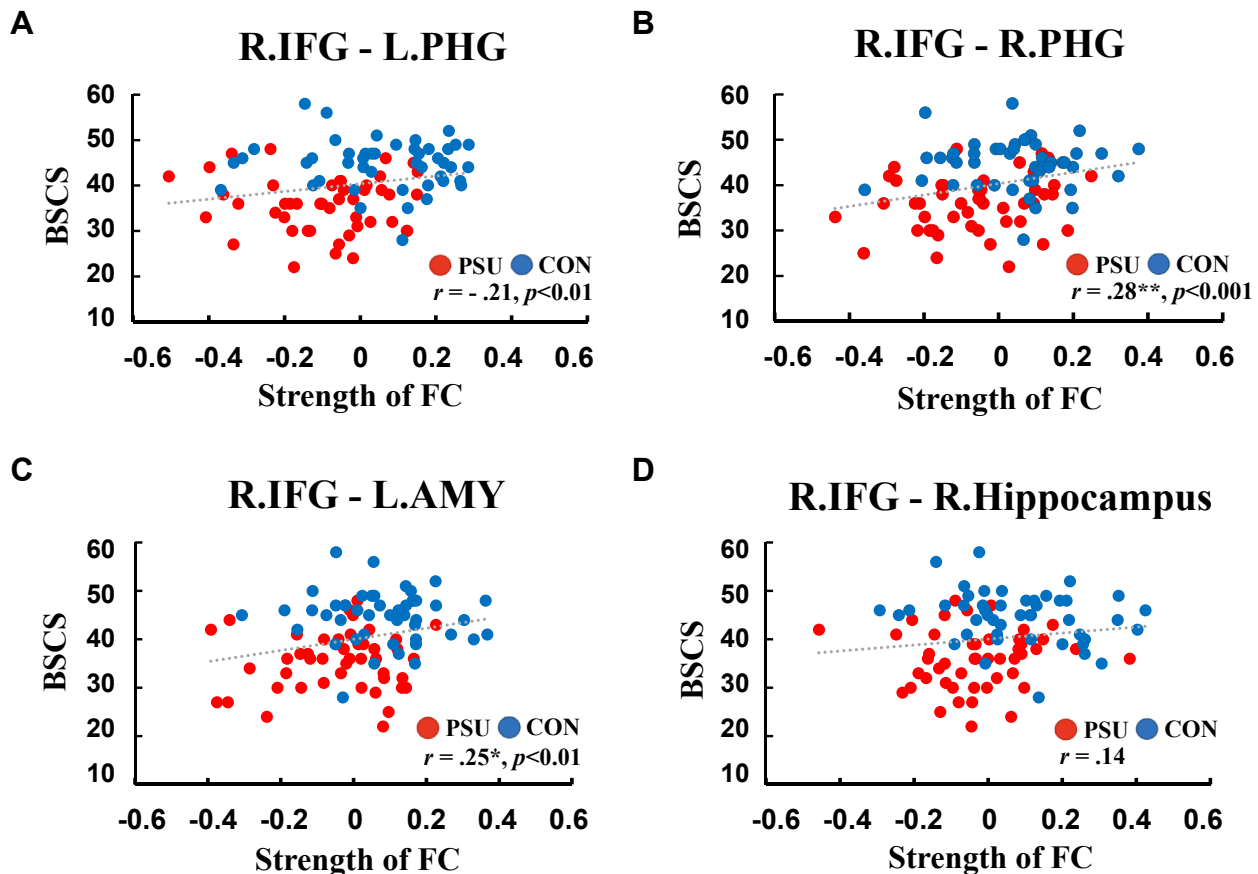 A
R.IFG - L.PHG
BSCS
60
50
40
30
20
10
PSU CON
r = - .21, p<0.01
-0.6 -0.4 -0.2 0 0.2 0.4 0.6
Strength of FC
B
R.IFG - R.PHG
BSCS
60
50
40
30
20
10
PSU CON
r = .28**, p<0.001
-0.6 -0.4 -0.2 0 0.2 0.4 0.6
Strength of FC
C
R.IFG - L.AMY
BSCS
60
50
40
30
20
10
PSU CON
r = .25*, p<0.01
-0.6 -0.4 -0.2 0 0.2 0.4 0.6
Strength of FC
D
R.IFG - R.Hippocampus
BSCS
60
50
40
30
20
10
PSU CON
r = .14
-0.6 -0.4 -0.2 0 0.2 0.4 0.6
Strength of FC